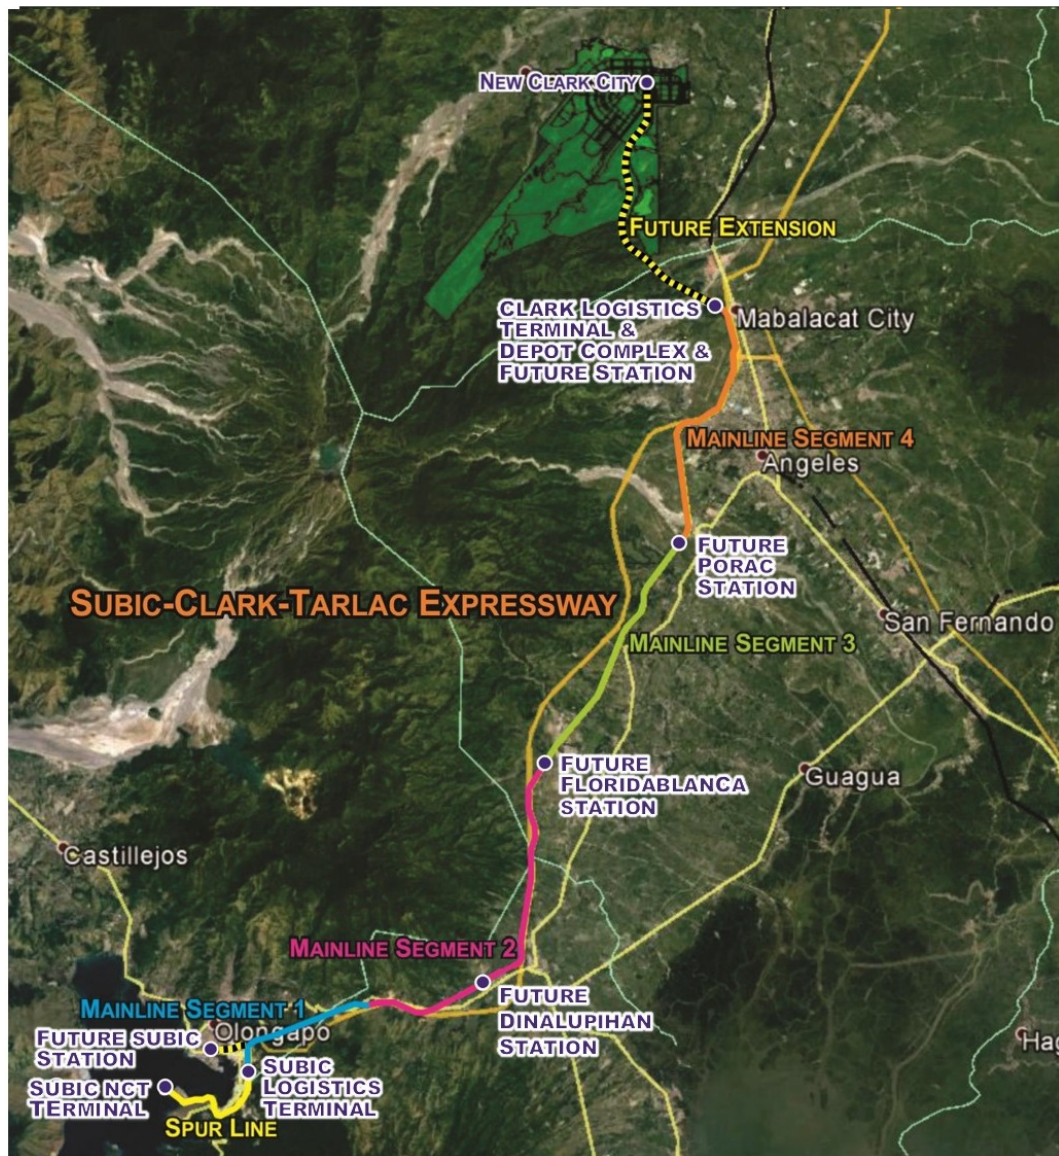 NEW CLARK CITY
FUTURE EXTENSION
CLARK LOGISTICS
TERMINAL &
DEPOT COMPLEX &
FUTURE STATION
Mabalacat City
MAINLINE SEGMENT 4
Angeles
FUTURE
PORAC
STATION
SUBIC-CLARK-TARLAC EXPRESSWAY
San Fernando
MAINLINE SEGMENT 3
FUTURE
FLORIDABLANCA
STATION
Guagua
Castillejos
MAINLINE SEGMENT 2
MAINLINE SEGMENT 1
FUTURE
DINALUPIHAN
STATION
Olongapo
FUTURE SUBIC
STATION
Hag
SUBIC NCT
TERMINAL
SUBIC
LOGISTICS
TERMINAL
SPUR LINE